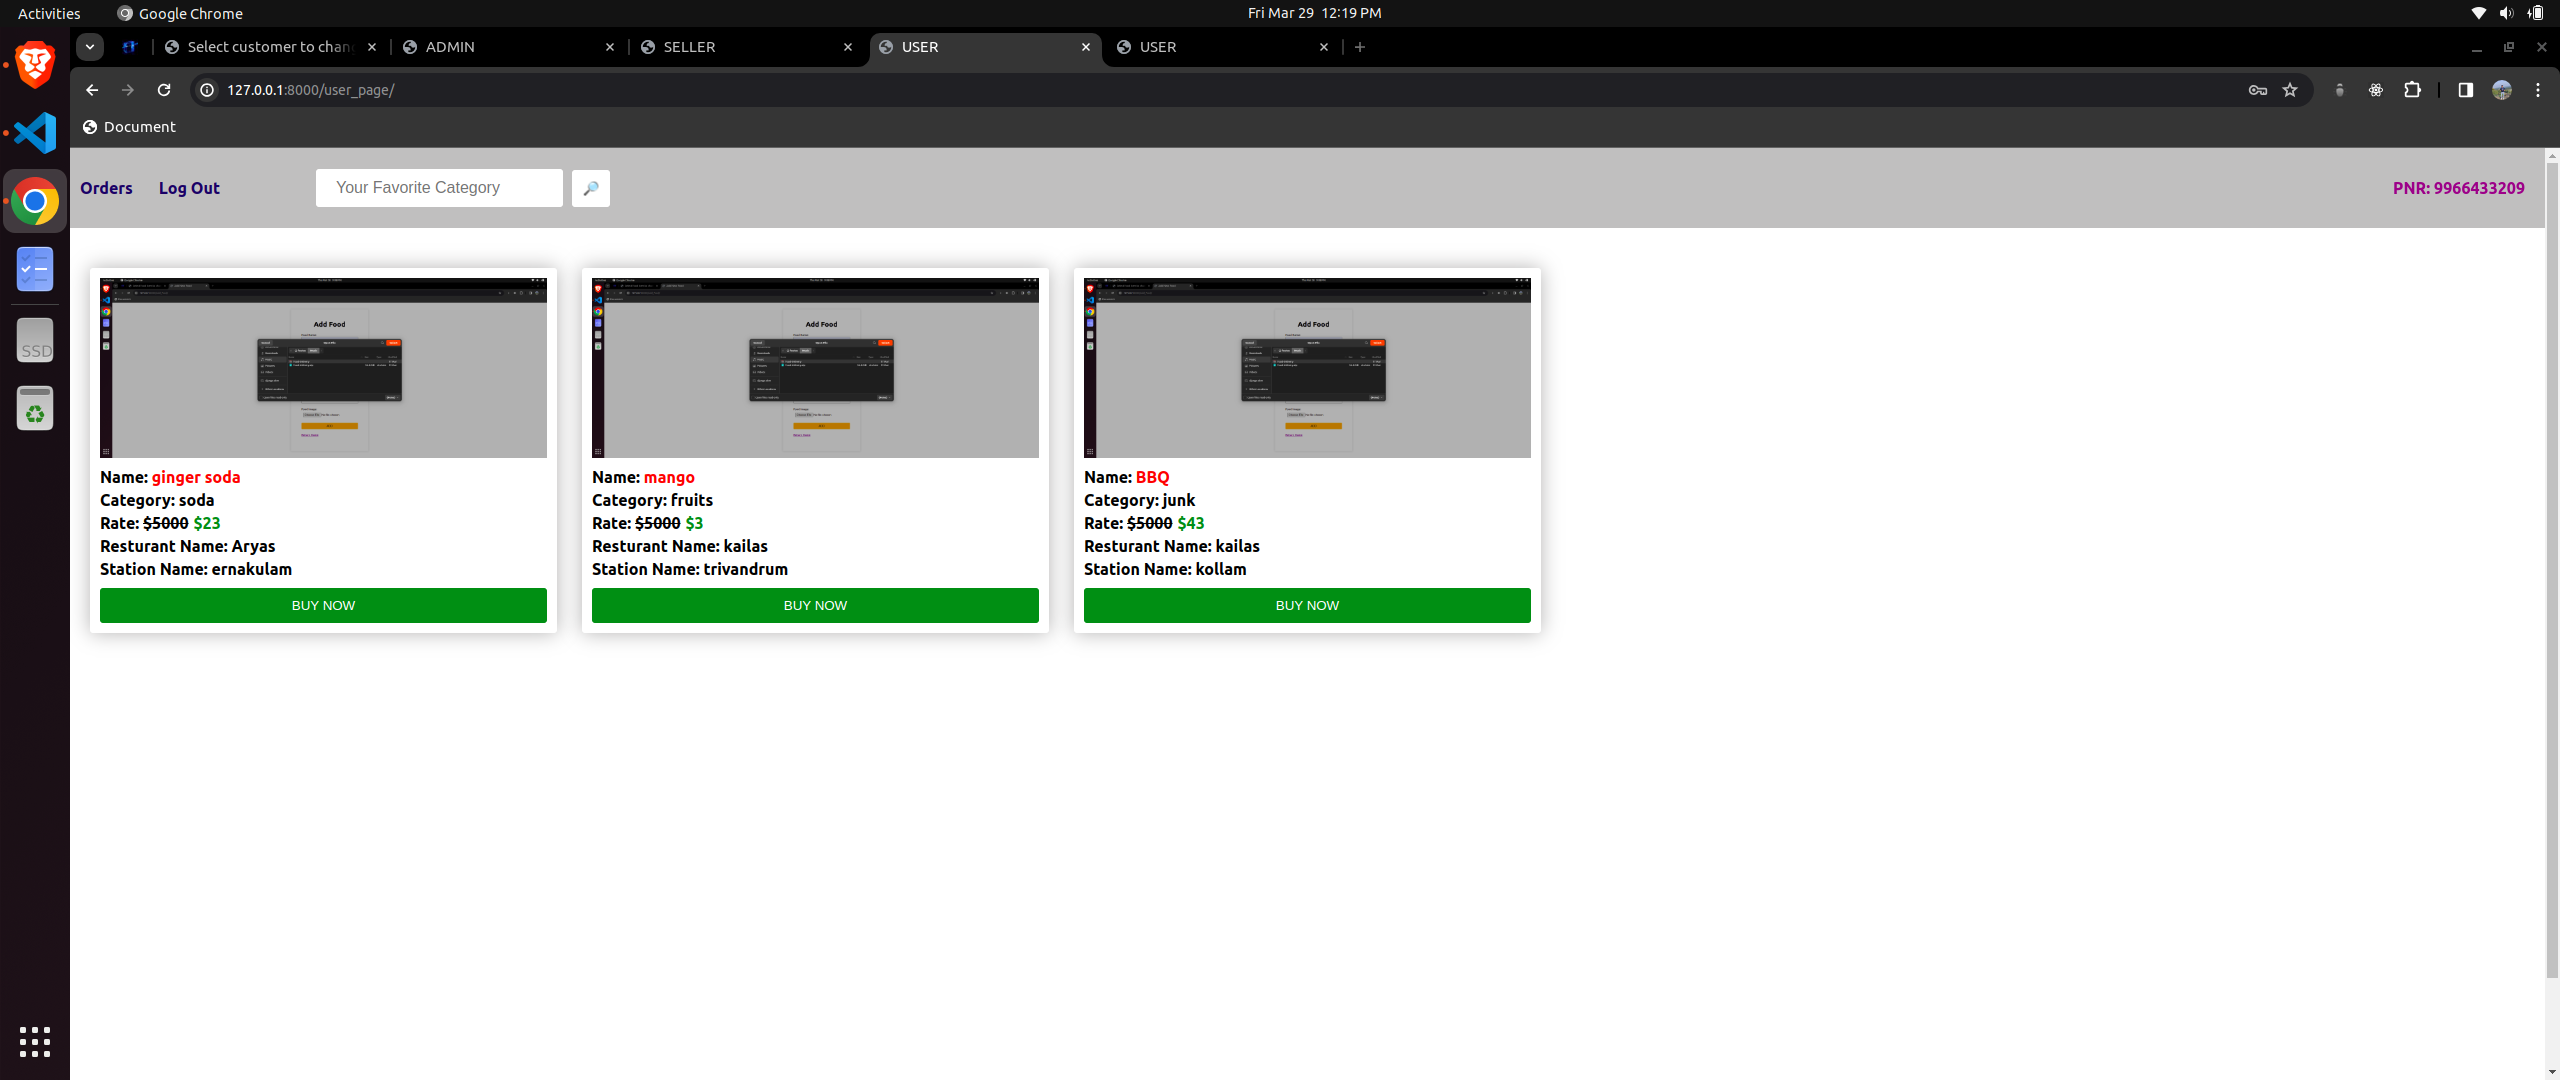 Activities
Google Chrome
Fri Mar 29 12:19 PM
Select customer to chan
ADMIN
SELLER
USER
USER
127.0.0.1:8000/user_page/
Document
Orders
Log Out
Your Favorite Category
PNR: 9966433209
SSD
Add Food
Name: ginger soda
Category: soda
Rate: $5000 $23
Resturant Name: Aryas
Station Name: ernakulam
BUY NOW
Add Food
Name: mango
Category: fruits
Rate: $5000 $3
Resturant Name: kailas
Station Name: trivandrum
BUY NOW
Add Food
Name: BBQ
Category: junk
Rate: $5000 $43
Resturant Name: kailas
Station Name: kollam
BUY NOW